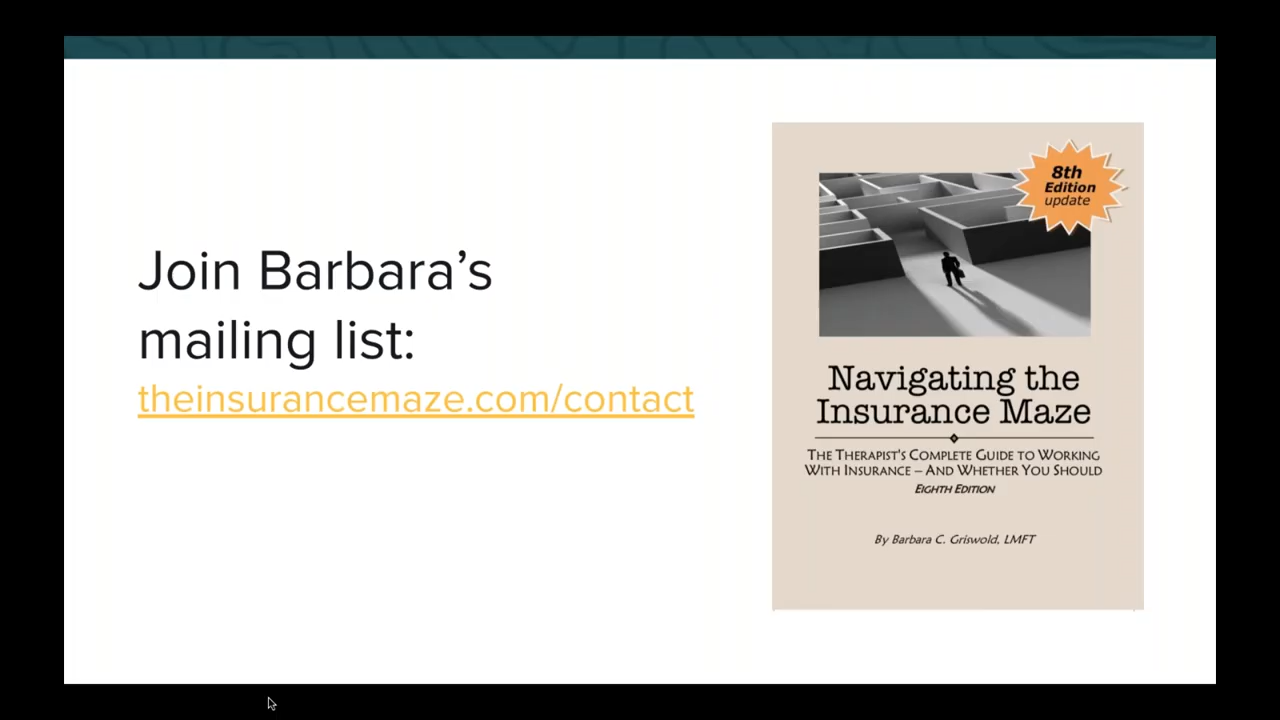 Join Barbara’s
mailing list:
theinsurancemaze.com/contact
8th
Edition
update
Navigating the
Insurance Maze
THE THERAPIST'S COMPLETE GUIDE TO WORKING
WITH INSURANCE – AND WHETHER YOU SHOULD
EIGHTH EDITION
By Barbara C. Griswold, LMFT